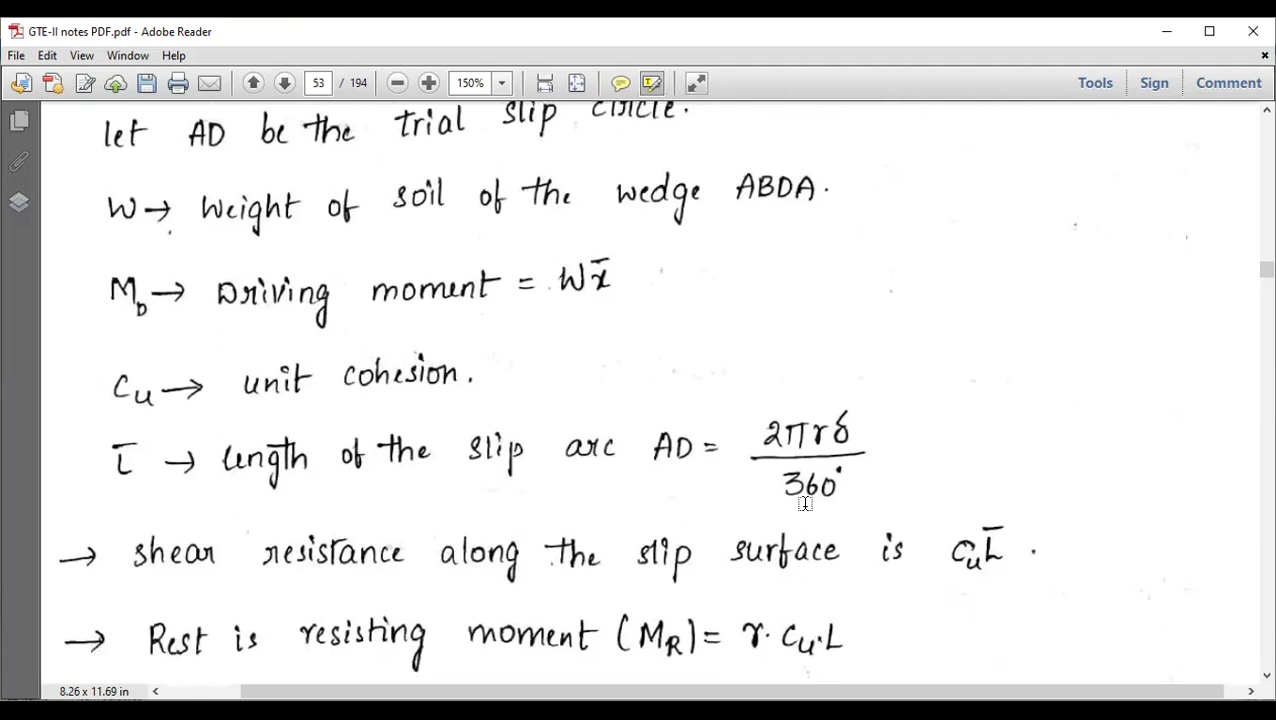 GTE-II notes PDF.pdf - Adobe Reader
File Edit View Window Help
53 / 194 150% Tools Sign Comment
let AD be the trial slip circle.
W → Weight of soil of the wedge ABDA.
M_D → Driving moment = Wx̄
C_u → unit cohesion.
L̄ → length of the slip arc AD = 2πrδ / 360°
→ shear resistance along the slip surface is C_u L̄ .
→ Rest is resisting moment (M_R) = r. C_u. L
8.26 x 11.69 in